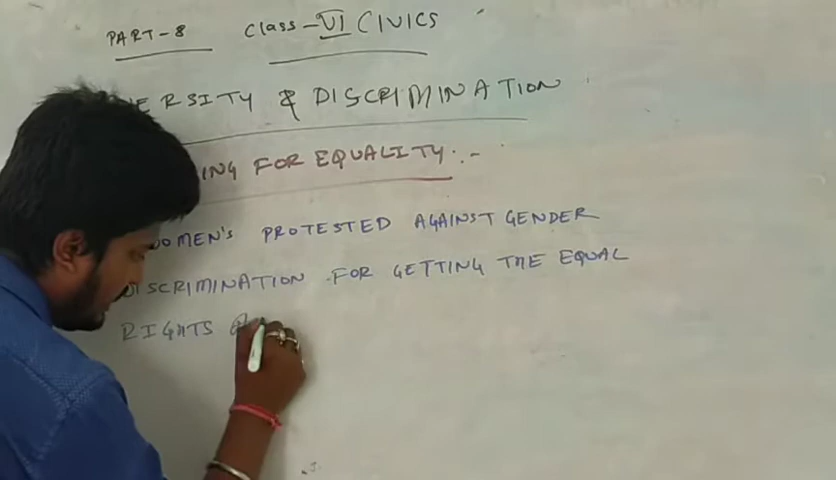 PART-8 Class-VI CIVICS
ERSITY & DISCRIMINATION
ING FOR EQUALITY:-
OMEN'S PROTESTED AGAINST GENDER
DISCRIMINATION FOR GETTING THE EQUAL
RIGHTS